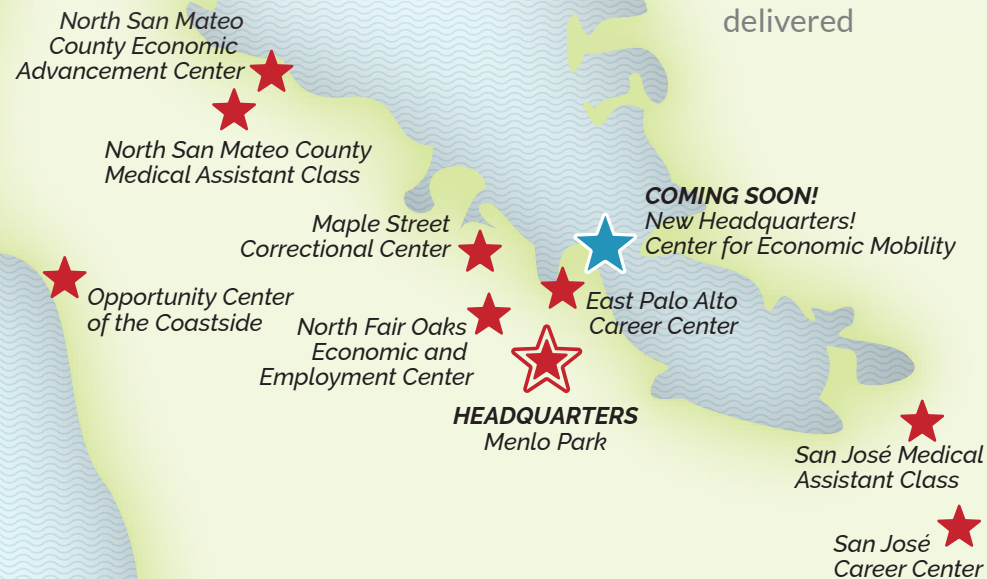 delivered
North San Mateo
County Economic
Advancement Center
North San Mateo County
Medical Assistant Class
COMING SOON!
New Headquarters!
Center for Economic Mobility
Maple Street
Correctional Center
Opportunity Center
of the Coastside
East Palo Alto
Career Center
North Fair Oaks
Economic and
Employment Center
HEADQUARTERS
Menlo Park
San José Medical
Assistant Class
San José
Career Center